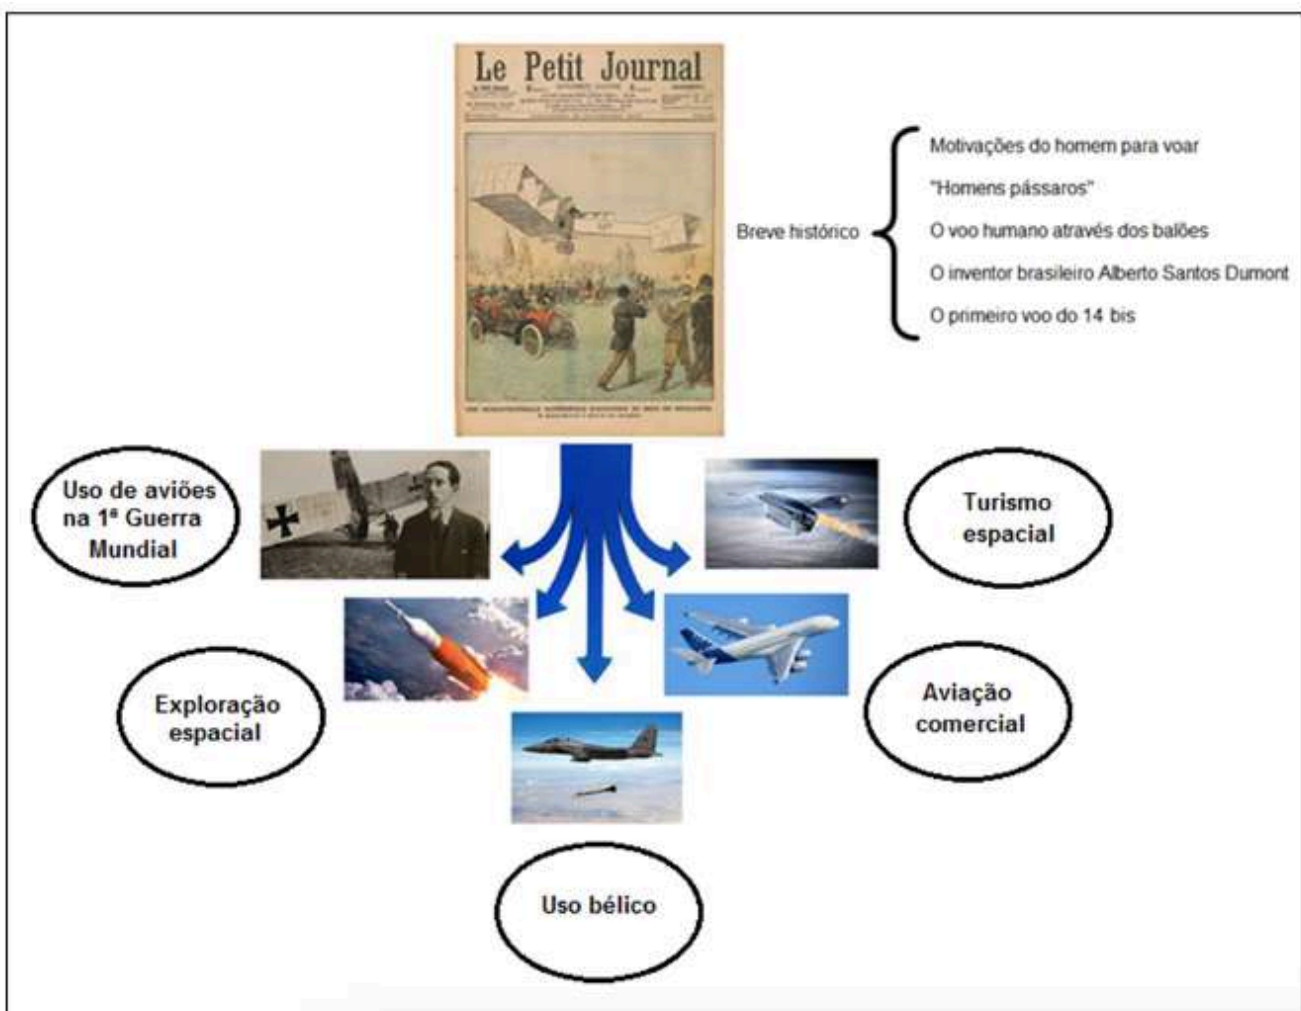 Le Petit Journal
Motivações do homem para voar
"Homens pássaros"
Breve histórico
O voo humano através dos balões
O inventor brasileiro Alberto Santos Dumont
O primeiro voo do 14 bis
Uso de aviões
na 1ª Guerra
Mundial
Turismo
espacial
Exploração
espacial
Aviação
comercial
Uso bélico